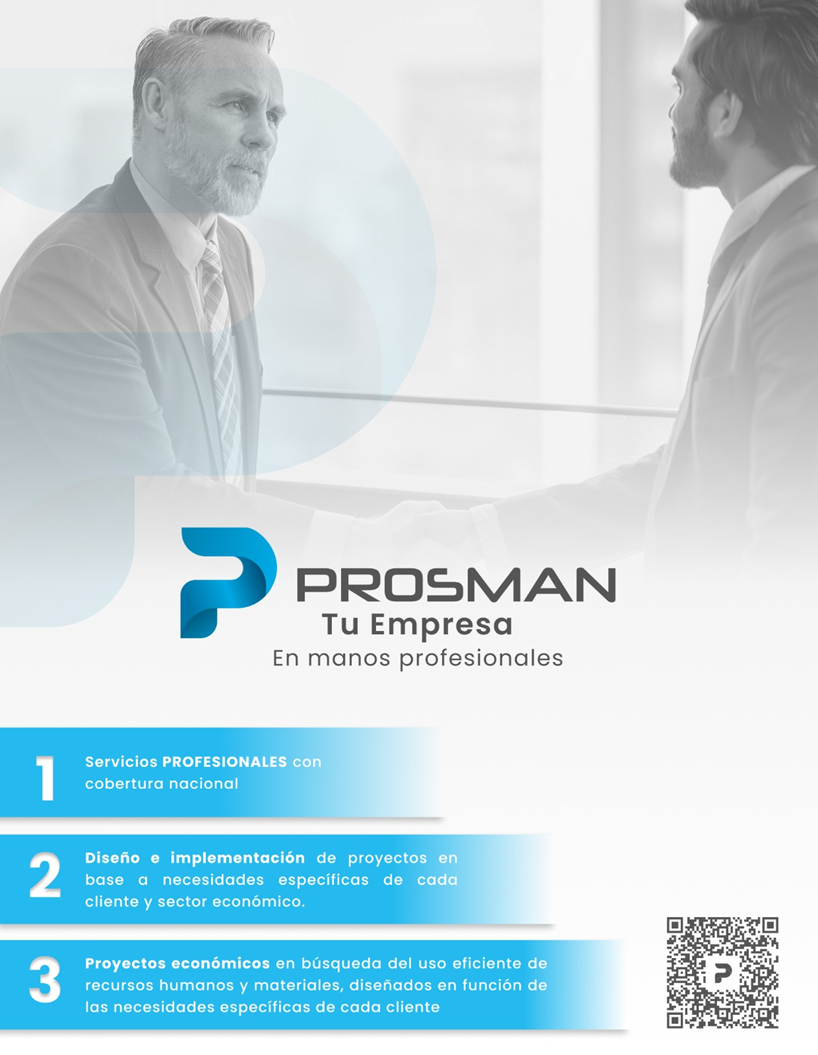 PROSMAN
Tu Empresa
En manos profesionales
1
Servicios PROFESIONALES con
cobertura nacional
2
Diseño e implementación de proyectos en
base a necesidades específicas de cada
cliente y sector económico.
3
Proyectos económicos en búsqueda del uso eficiente de
recursos humanos y materiales, diseñados en función de
las necesidades específicas de cada cliente